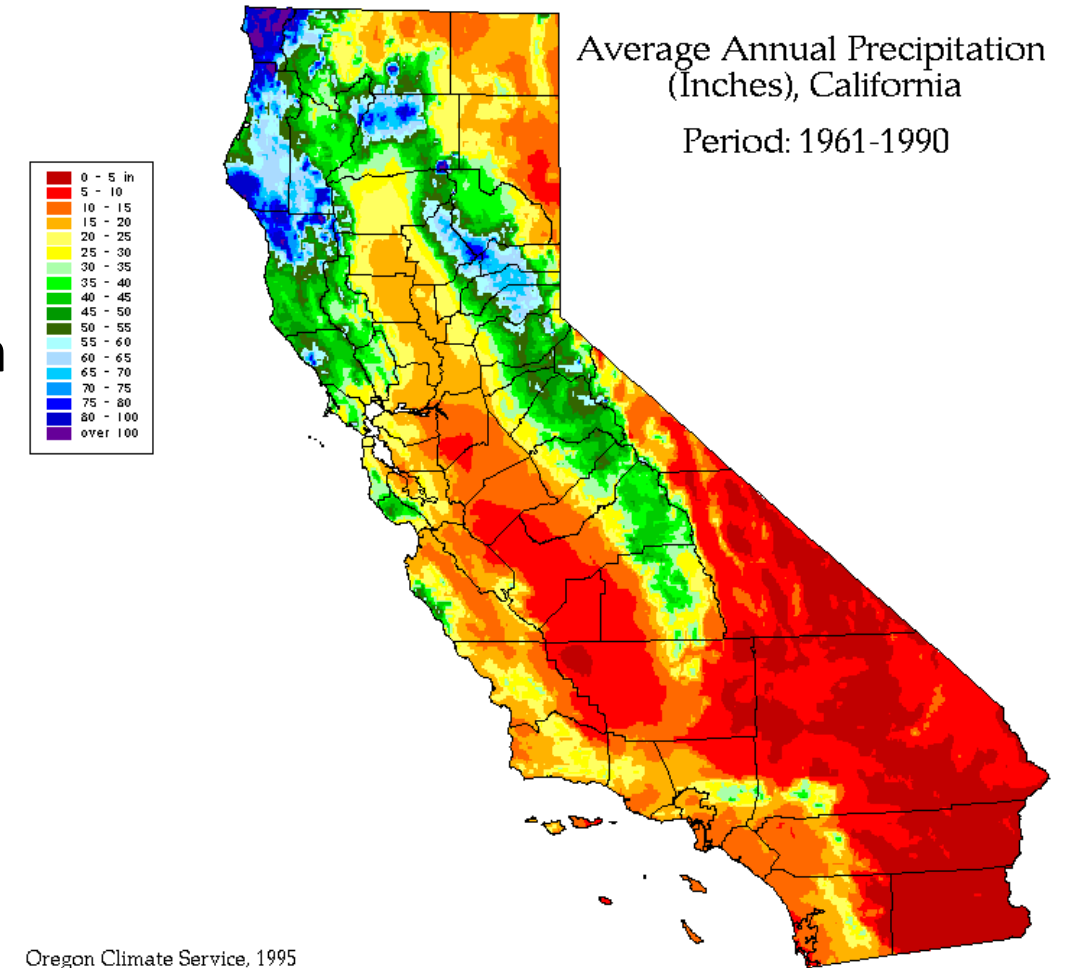 Average Annual Precipitation
(Inches), California
Period: 1961-1990
0 - 5 in
5 - 10
10 - 15
15 - 20
20 - 25
25 - 30
30 - 35
35 - 40
40 - 45
45 - 50
50 - 55
55 - 60
60 - 65
65 - 70
70 - 75
75 - 80
80 - 100
over 100
Oregon Climate Service, 1995